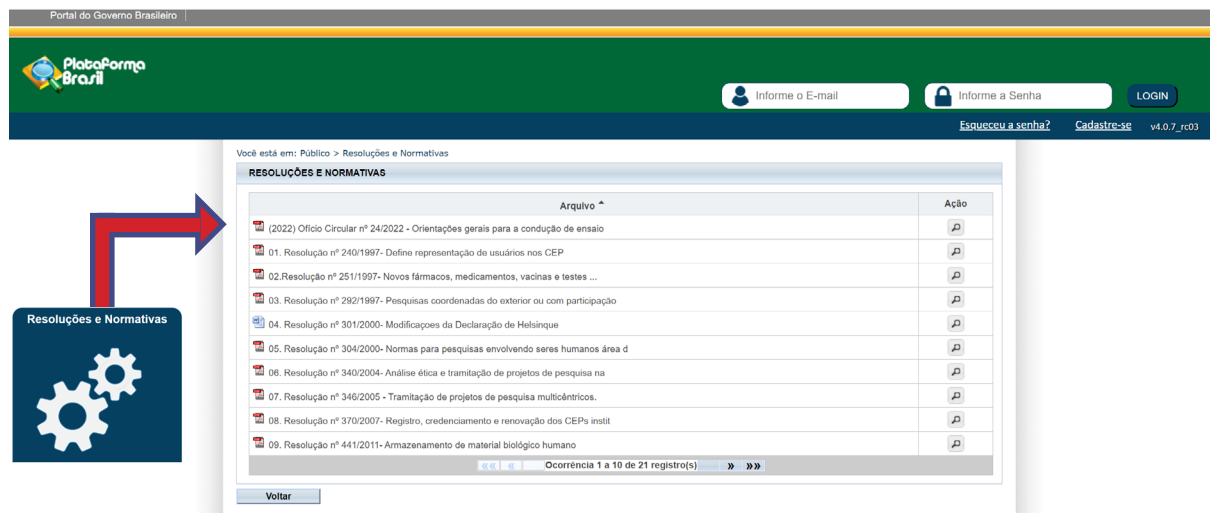 Portal do Governo Brasileiro
Plataforma
Brasil
Informe o E-mail
Informe a Senha
LOGIN
Esqueceu a senha?
Cadastre-se
v4.0.7_rc03
Você está em: Público > Resoluções e Normativas
RESOLUÇÕES E NORMATIVAS
Arquivo
Ação
(2022) Ofício Circular nº 24/2022 - Orientações gerais para a condução de ensaio
01. Resolução nº 240/1997- Define representação de usuários nos CEP
02.Resolução nº 251/1997- Novos fármacos, medicamentos, vacinas e testes ...
03. Resolução nº 292/1997- Pesquisas coordenadas do exterior ou com participação
04. Resolução nº 301/2000- Modificaçoes da Declaração de Helsinque
05. Resolução nº 304/2000- Normas para pesquisas envolvendo seres humanos área d
06. Resolução nº 340/2004- Análise ética e tramitação de projetos de pesquisa na
07. Resolução nº 346/2005 - Tramitação de projetos de pesquisa multicêntricos.
08. Resolução nº 370/2007- Registro, credenciamento e renovação dos CEPs instit
09. Resolução nº 441/2011- Armazenamento de material biológico humano
«« « Ocorrência 1 a 10 de 21 registro(s) » »»
Voltar
Resoluções e Normativas